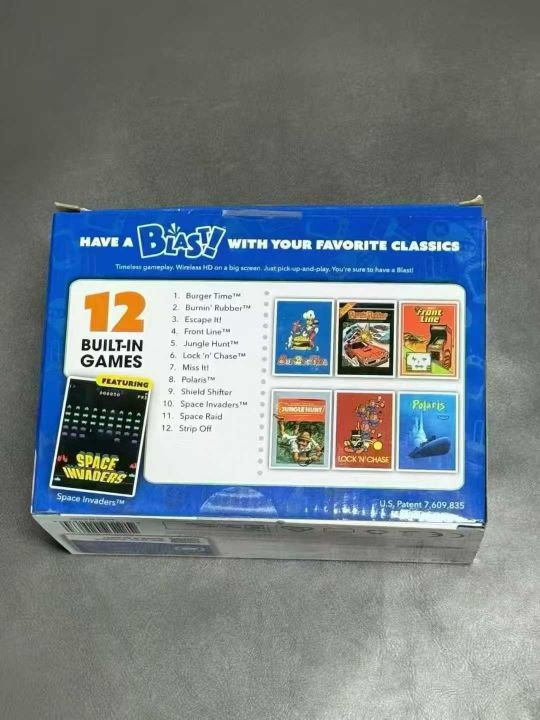 HAVE A BLAST! WITH YOUR FAVORITE CLASSICS
Timeless gameplay. Wireless HD on a big screen. Just pick-up-and-play. You're sure to have a Blast!
12
BUILT-IN
GAMES
FEATURING
SPACE
INVADERS
Space Invaders™
1. Burger Time™
2. Burnin' Rubber™
3. Escape It!
4. Front Line™
5. Jungle Hunt™
6. Lock 'n' Chase™
7. Miss It!
8. Polaris™
9. Shield Shifter
10. Space Invaders™
11. Space Raid
12. Strip Off
Front
Line
JUNGLE HUNT
LOCK 'N' CHASE
Polaris
U.S. Patent 7,609,835